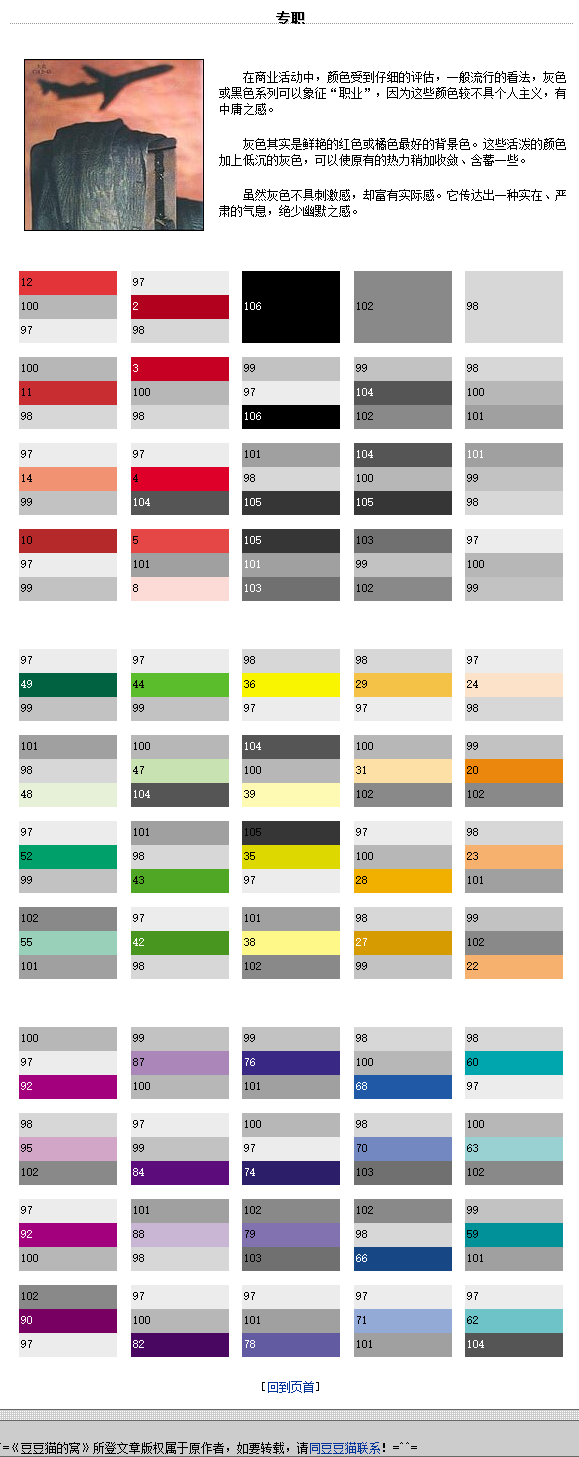 专职
在商业活动中，颜色受到仔细的评估，一般流行的看法，灰色
或黑色系列可以象征“职业”，因为这些颜色较不具个人主义，有
中庸之感。
灰色其实是鲜艳的红色或橘色最好的背景色。这些活泼的颜色
加上低沉的灰色，可以使原有的热力稍加收敛、含蓄一些。
虽然灰色不具刺激感，却富有实际感。它传达出一种实在、严
肃的气息，绝少幽默之感。
12 97 106 102 98
100 2
97 98
100 3 99 99 98
11 100 97 104 100
98 98 106 102 101
97 97 101 104 101
14 4 98 100 99
99 104 105 105 98
10 5 105 103 97
97 101 101 99 100
99 8 103 102 99
97 97 98 98 97
49 44 36 29 24
99 99 97 97 98
101 100 104 100 99
98 47 100 31 20
48 104 39 102 102
97 101 105 97 98
52 98 35 100 23
99 43 97 28 101
102 97 101 98 99
55 42 38 27 102
101 98 102 99 22
100 99 99 98 98
97 87 76 100 60
92 100 101 68 97
98 97 100 98 100
95 99 97 70 63
102 84 74 103 102
97 101 102 102 99
92 88 79 98 59
100 98 103 66 101
102 97 97 97 97
90 100 101 71 62
97 82 78 101 104
[回到页首]
=《豆豆猫的窝》所登文章版权属于原作者，如要转载，请同豆豆猫联系！=^^=